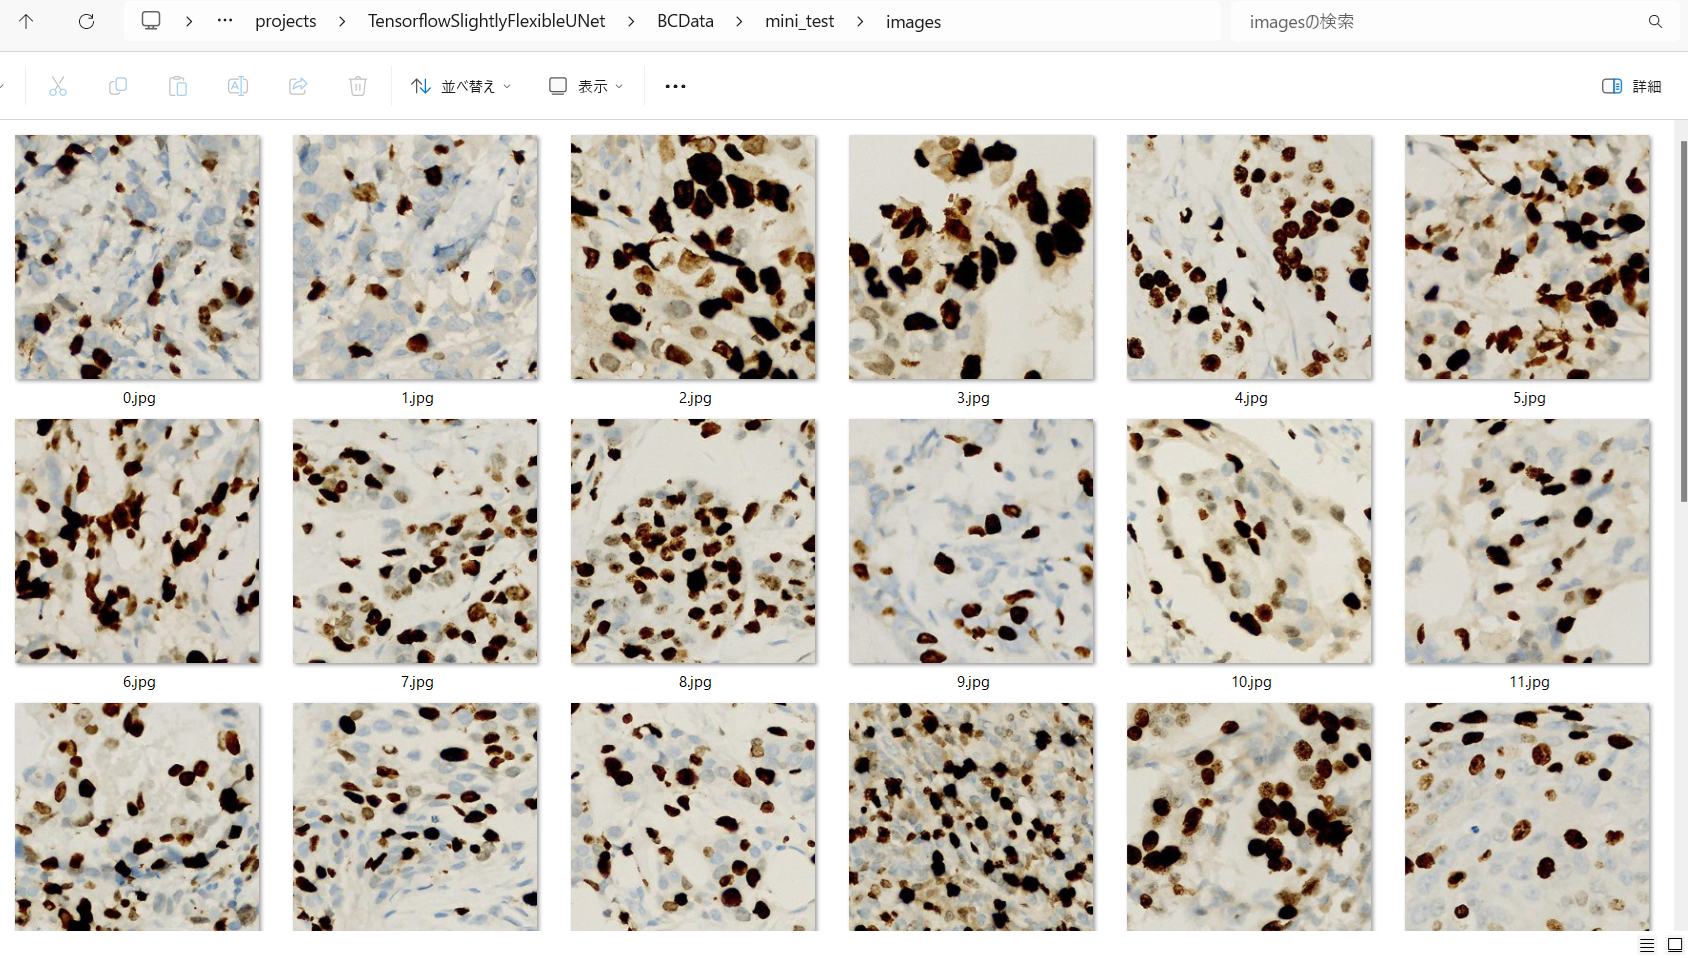 projects > TensorflowSlightlyFlexibleUNet > BCData > mini_test > images
imagesの検索
並べ替え
表示
詳細
0.jpg
1.jpg
2.jpg
3.jpg
4.jpg
5.jpg
6.jpg
7.jpg
8.jpg
9.jpg
10.jpg
11.jpg